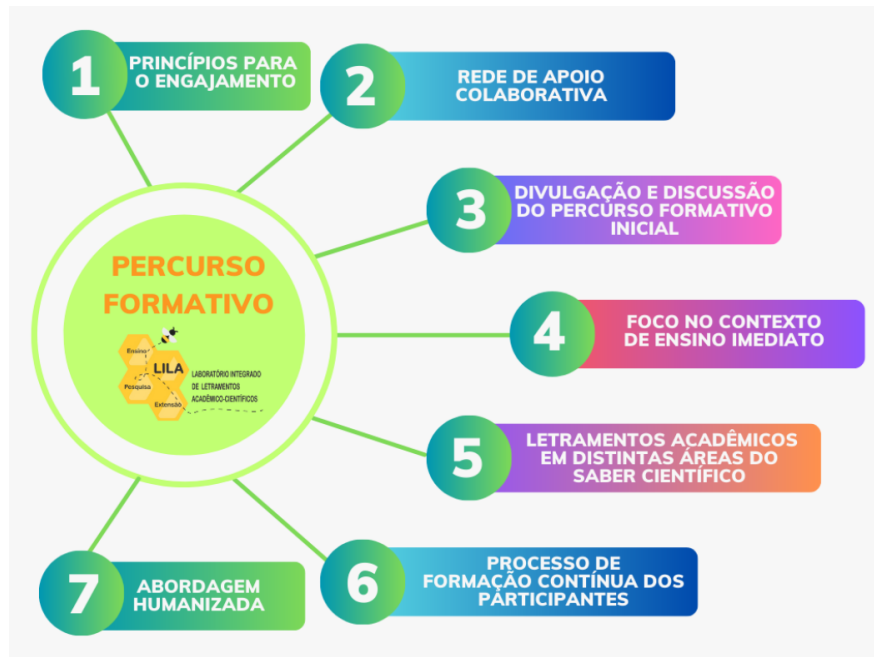 1
PRINCÍPIOS PARA
O ENGAJAMENTO
2
REDE DE APOIO
COLABORATIVA
3
DIVULGAÇÃO E DISCUSSÃO
DO PERCURSO FORMATIVO
INICIAL
PERCURSO
FORMATIVO
Ensino
LILA
Pesquisa
Extensão
LABORATÓRIO INTEGRADO
DE LETRAMENTOS
ACADÊMICO-CIENTÍFICOS
4
FOCO NO CONTEXTO
DE ENSINO IMEDIATO
5
LETRAMENTOS ACADÊMICOS
EM DISTINTAS ÁREAS DO
SABER CIENTÍFICO
6
PROCESSO DE
FORMAÇÃO CONTÍNUA DOS
PARTICIPANTES
7
ABORDAGEM
HUMANIZADA